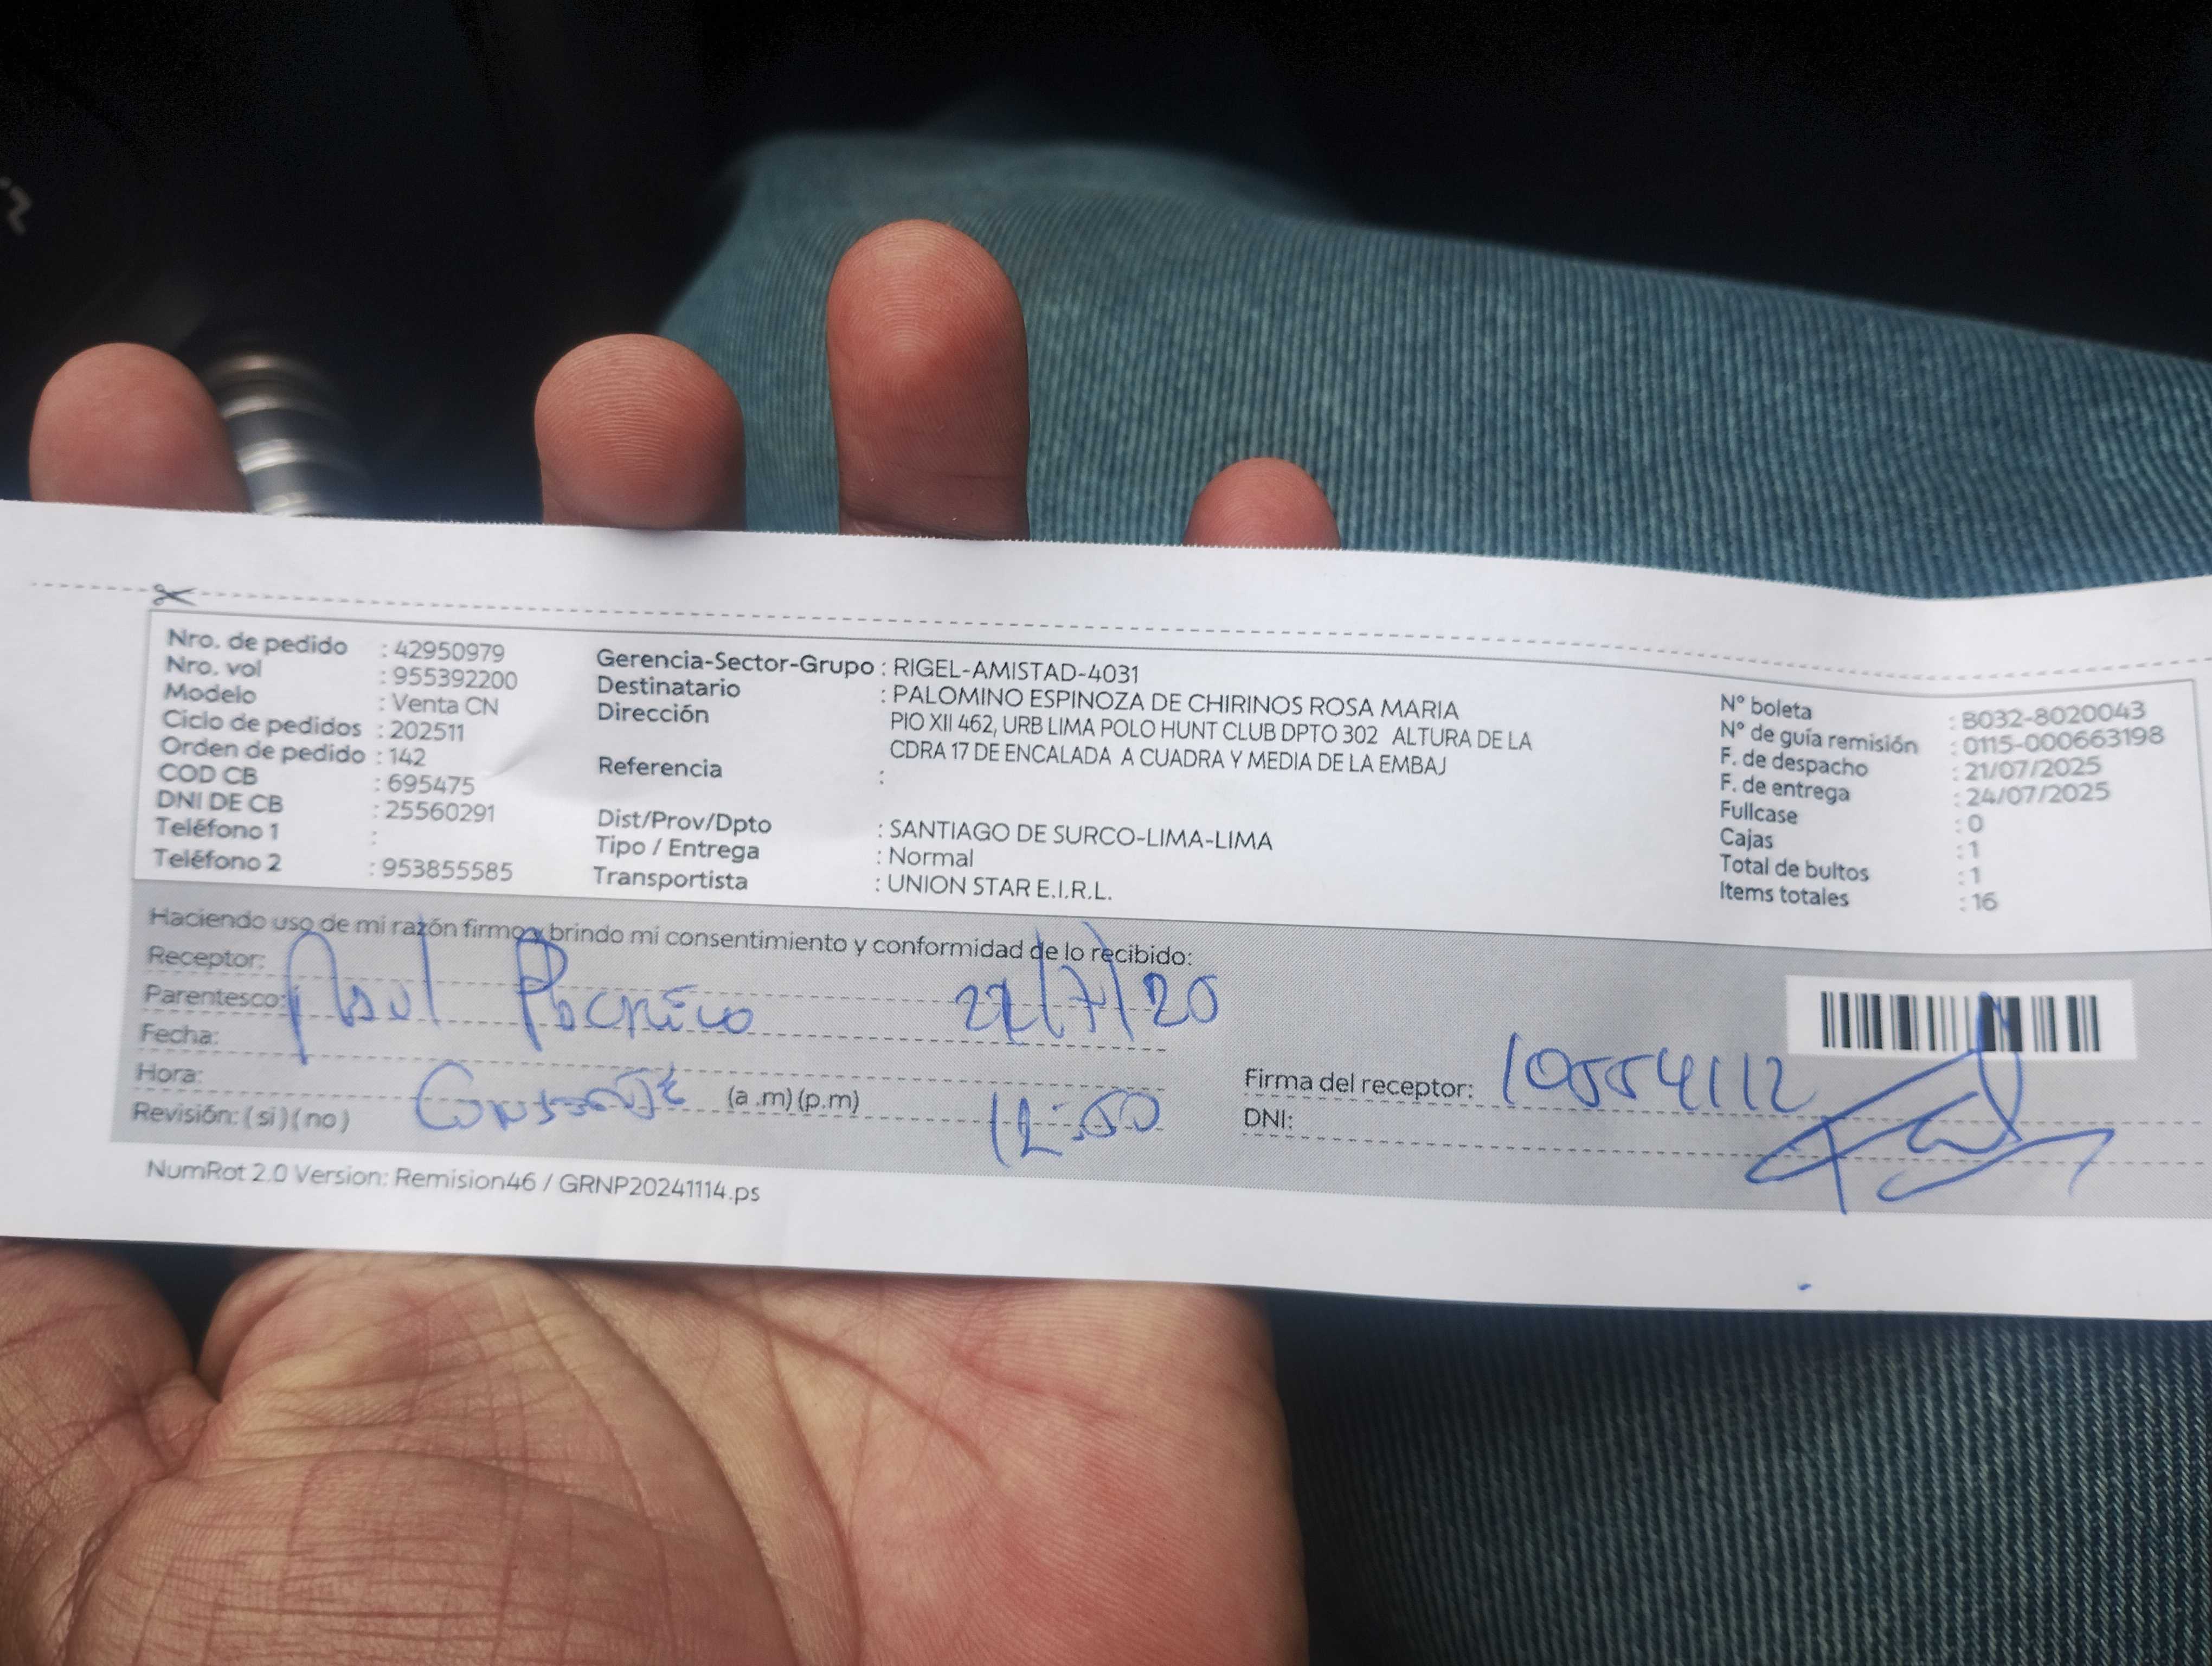 Nro. de pedido : 42950979
Nro. vol : 955392200
Modelo : Venta CN
Ciclo de pedidos : 202511
Orden de pedido : 142
COD CB : 695475
DNI DE CB : 25560291
Teléfono 1 :
Teléfono 2 : 953855585
Gerencia-Sector-Grupo : RIGEL-AMISTAD-4031
Destinatario : PALOMINO ESPINOZA DE CHIRINOS ROSA MARIA
Dirección PIO XII 462, URB LIMA POLO HUNT CLUB DPTO 302 ALTURA DE LA
CDRA 17 DE ENCALADA A CUADRA Y MEDIA DE LA EMBAJ
Referencia :
Dist/Prov/Dpto : SANTIAGO DE SURCO-LIMA-LIMA
Tipo / Entrega : Normal
Transportista : UNION STAR E.I.R.L.
N° boleta : B032-8020043
N° de guía remisión : 0115-000663198
F. de despacho : 21/07/2025
F. de entrega : 24/07/2025
Fullcase : 0
Cajas : 1
Total de bultos : 1
Items totales : 16
Haciendo uso de mi razón firmo y brindo mi consentimiento y conformidad de lo recibido:
Receptor:
Parentesco:
Fecha:
Hora: (a .m) (p.m) 12:50
Revisión: ( si ) ( no )
Firma del receptor: 10554112
DNI:
NumRot 2.0 Version: Remision46 / GRNP20241114.ps